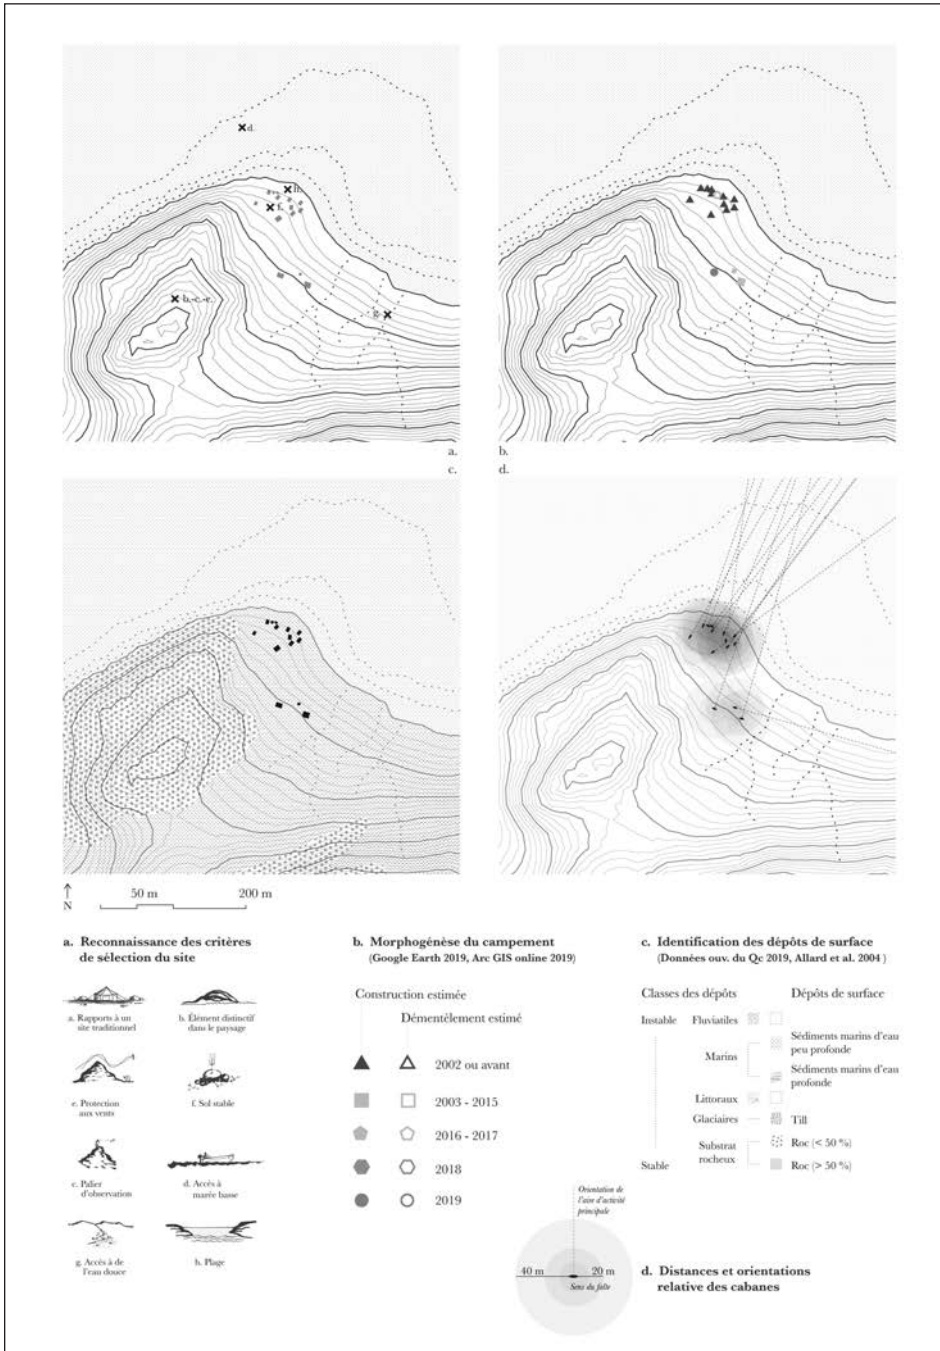 d.
h.
f.
b.-c.-e.
g.
a.
b.
c.
d.
50 m
200 m
N
a. Reconnaissance des critères
de sélection du site
a. Rapports à un
site traditionnel
b. Élément distinctif
dans le paysage
e. Protection
aux vents
f. Sol stable
c. Palier
d'observation
d. Accès à
marée basse
g. Accès à de
l'eau douce
h. Plage
b. Morphogénèse du campement
(Google Earth 2019, Arc GIS online 2019)
Construction estimée
Démentèlement estimé
2002 ou avant
2003 - 2015
2016 - 2017
2018
2019
c. Identification des dépôts de surface
(Données ouv. du Qc 2019, Allard et al. 2004 )
Classes des dépôts
Dépôts de surface
Instable
Fluviatiles
Marins
Sédiments marins d'eau
peu profonde
Sédiments marins d'eau
profonde
Littoraux
Glaciaires
Till
Substrat
rocheux
Roc (< 50 %)
Stable
Roc (> 50 %)
Orientation de
l'aire d'activité
principale
40 m
20 m
Sens du faîte
d. Distances et orientations
relative des cabanes